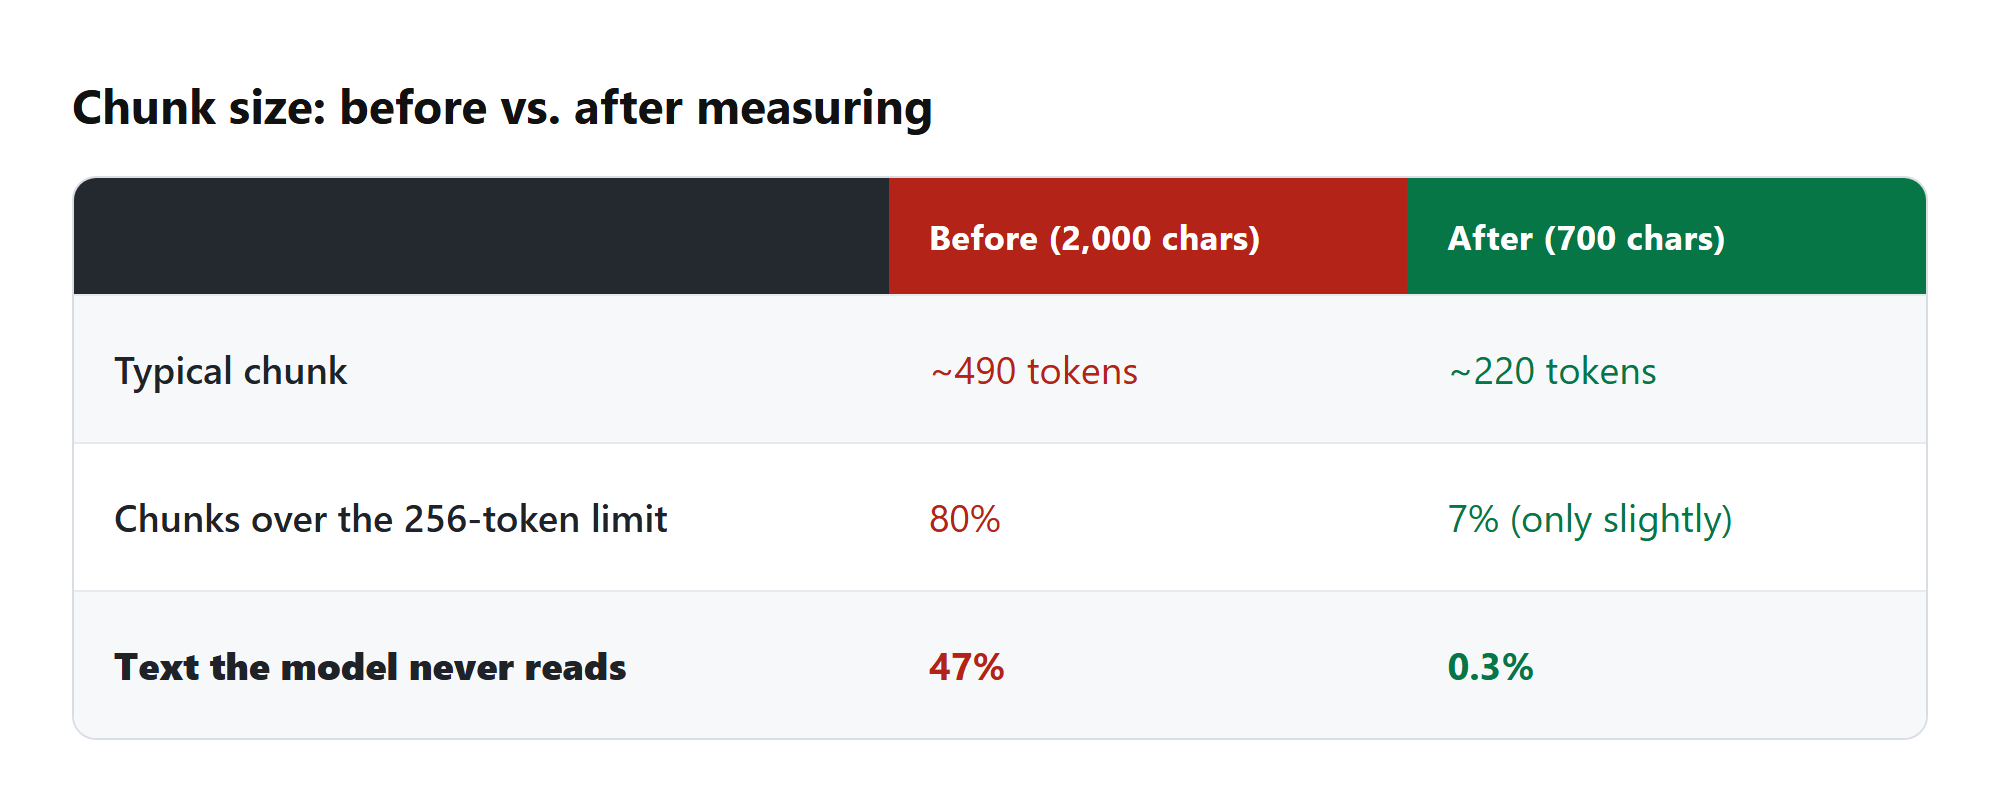 Chunk size: before vs. after measuring
Before (2,000 chars) After (700 chars)
Typical chunk ~490 tokens ~220 tokens
Chunks over the 256-token limit 80% 7% (only slightly)
Text the model never reads 47% 0.3%